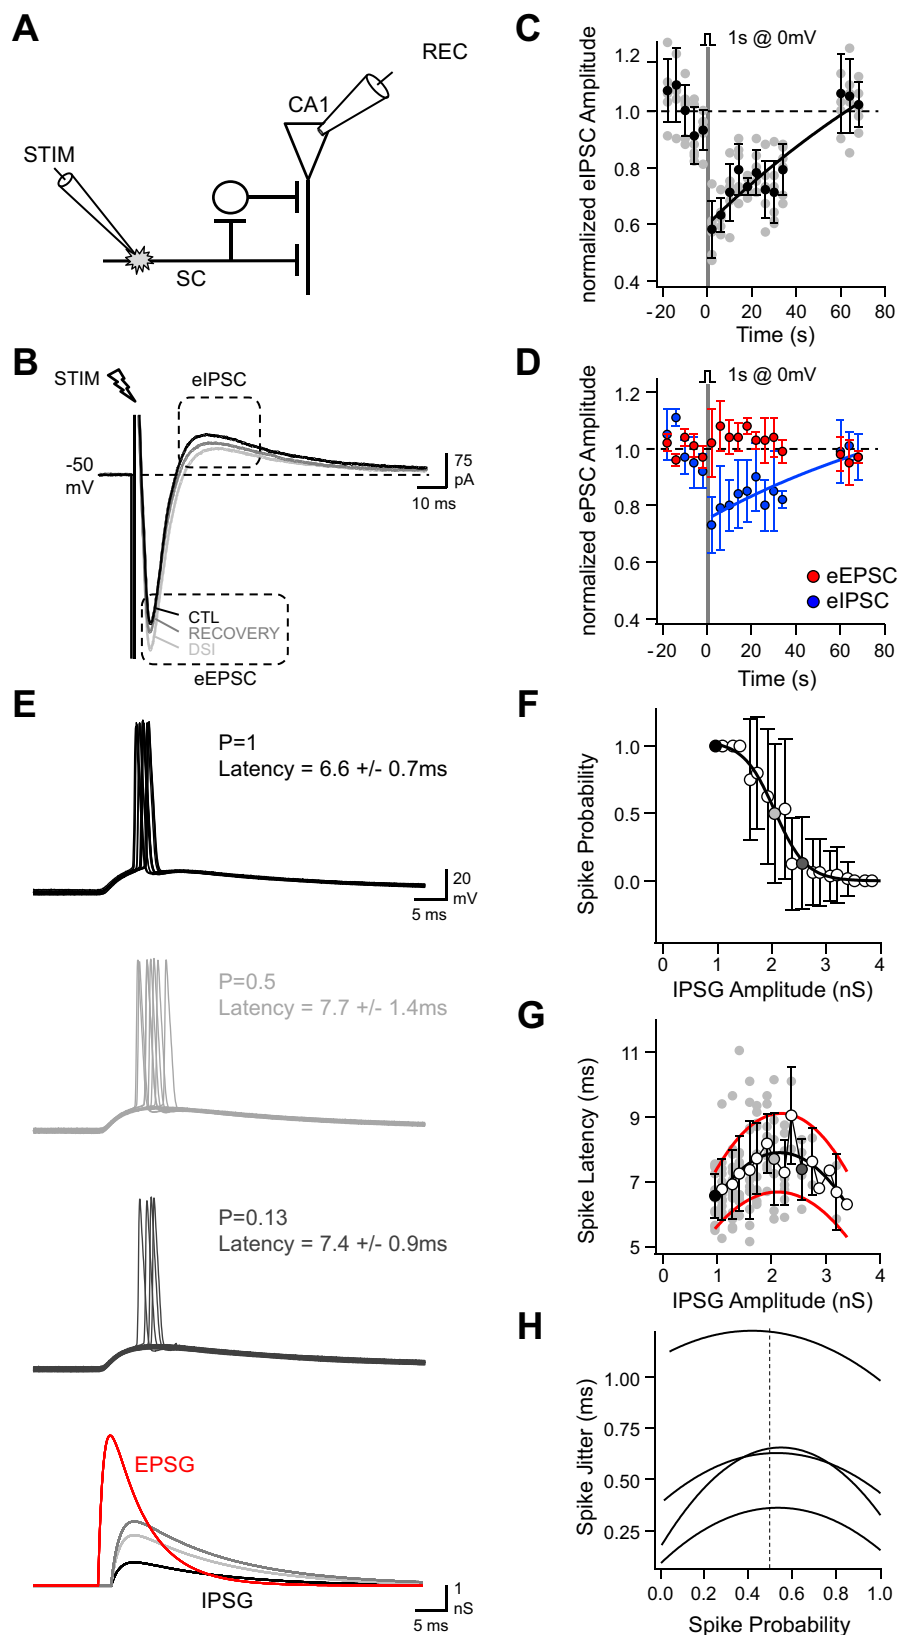 A
REC
CA1
STIM
SC
B
STIM
eIPSC
-50
mV
75
pA
10 ms
CTL
RECOVERY
DSI
eEPSC
C
1s @ 0mV
normalized eIPSC Amplitude
1.2
1.0
0.8
0.6
0.4
-20 0 20 40 60 80
Time (s)
D
1s @ 0mV
normalized ePSC Amplitude
1.2
1.0
0.8
0.6
0.4
eEPSC
eIPSC
-20 0 20 40 60 80
Time (s)
E
P=1
Latency = 6.6 +/- 0.7ms
20
mV
5 ms
P=0.5
Latency = 7.7 +/- 1.4ms
P=0.13
Latency = 7.4 +/- 0.9ms
EPSG
IPSG
1
nS
5 ms
F
Spike Probability
1.0
0.5
0.0
0 1 2 3 4
IPSG Amplitude (nS)
G
Spike Latency (ms)
11
9
7
5
0 1 2 3 4
IPSG Amplitude (nS)
H
Spike Jitter (ms)
1.00
0.75
0.50
0.25
0.0 0.2 0.4 0.6 0.8 1.0
Spike Probability